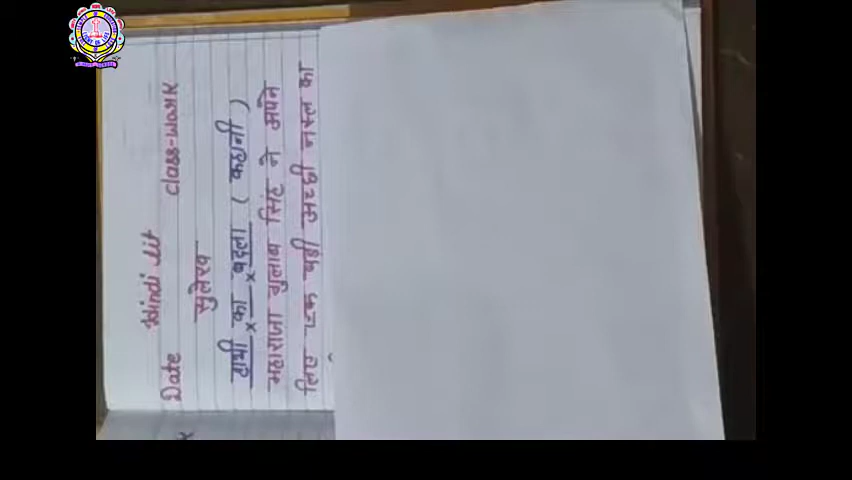 Hindi Lit
Date class-work
सुलेख
हाथी का बदला ( कहानी )
महाराजा गुलाब सिंह ने अपने
लिए एक बड़ी अच्छी नस्ल का